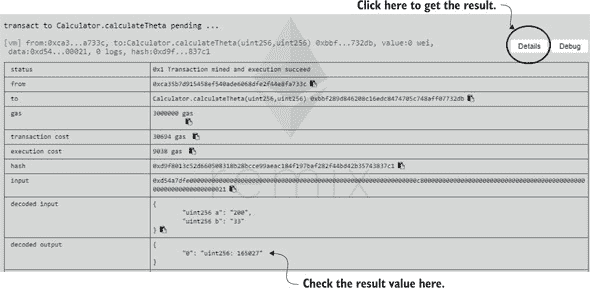 Click here to get the result.
transact to Calculator.calculateTheta pending ...
[vm] from:0xca3...a733c, to:Calculator.calculateTheta(uint256,uint256) 0xbbf...732db, value:0 wei,
data:0xd54...00021, 0 logs, hash:0xd9f...837c1
Details
Debug
status 0x1 Transaction mined and execution succeed
from 0xca35b7d915458ef540ade6068dfe2f44e8fa733c
to Calculator.calculateTheta(uint256,uint256) 0xbbf289d846208c16edc8474705c748aff07732db
gas 3000000 gas
transaction cost 30694 gas
execution cost 9038 gas
hash
input
decoded input {
"uint256 a": "200",
"uint256 b": "33"
}
decoded output {
"0": "uint256: 165027"
}
remix
Check the result value here.